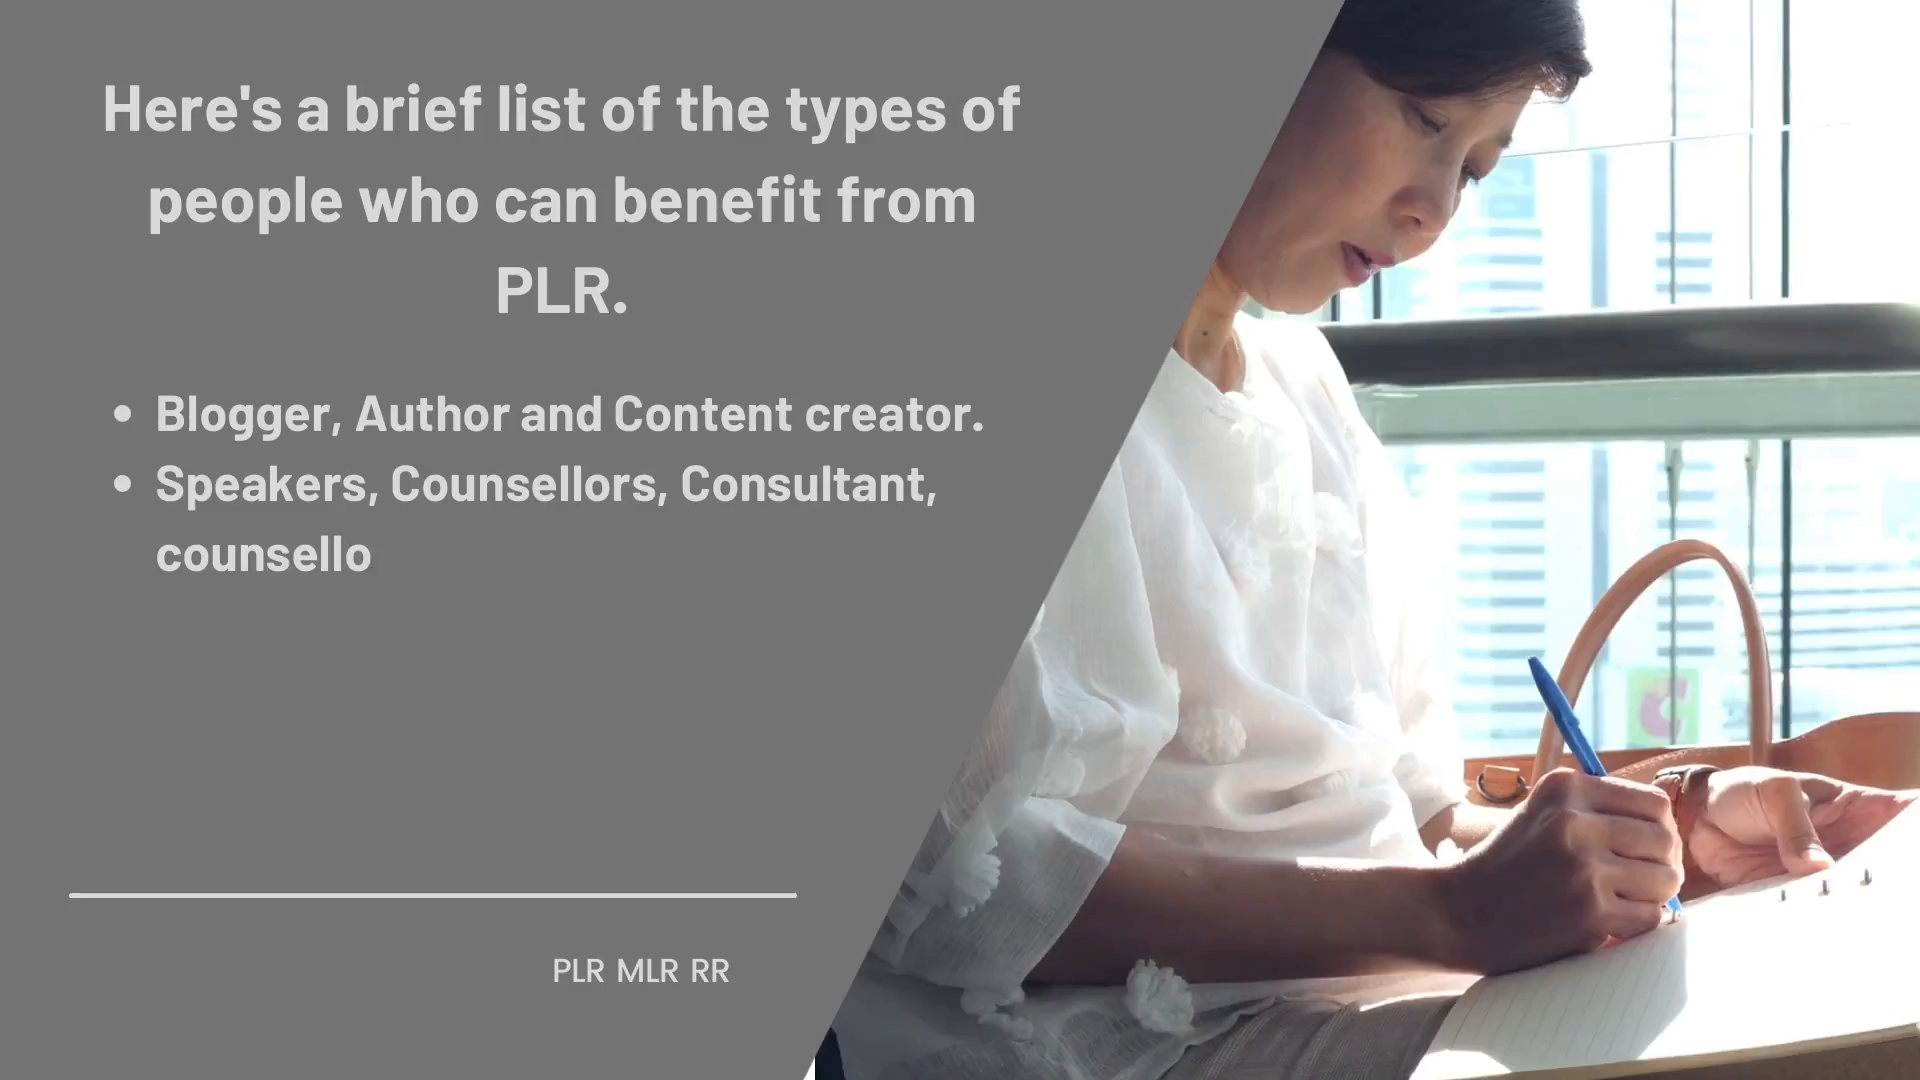 Here's a brief list of the types of
people who can benefit from
PLR.
• Blogger, Author and Content creator.
• Speakers, Counsellors, Consultant,
counsello
PLR MLR RR